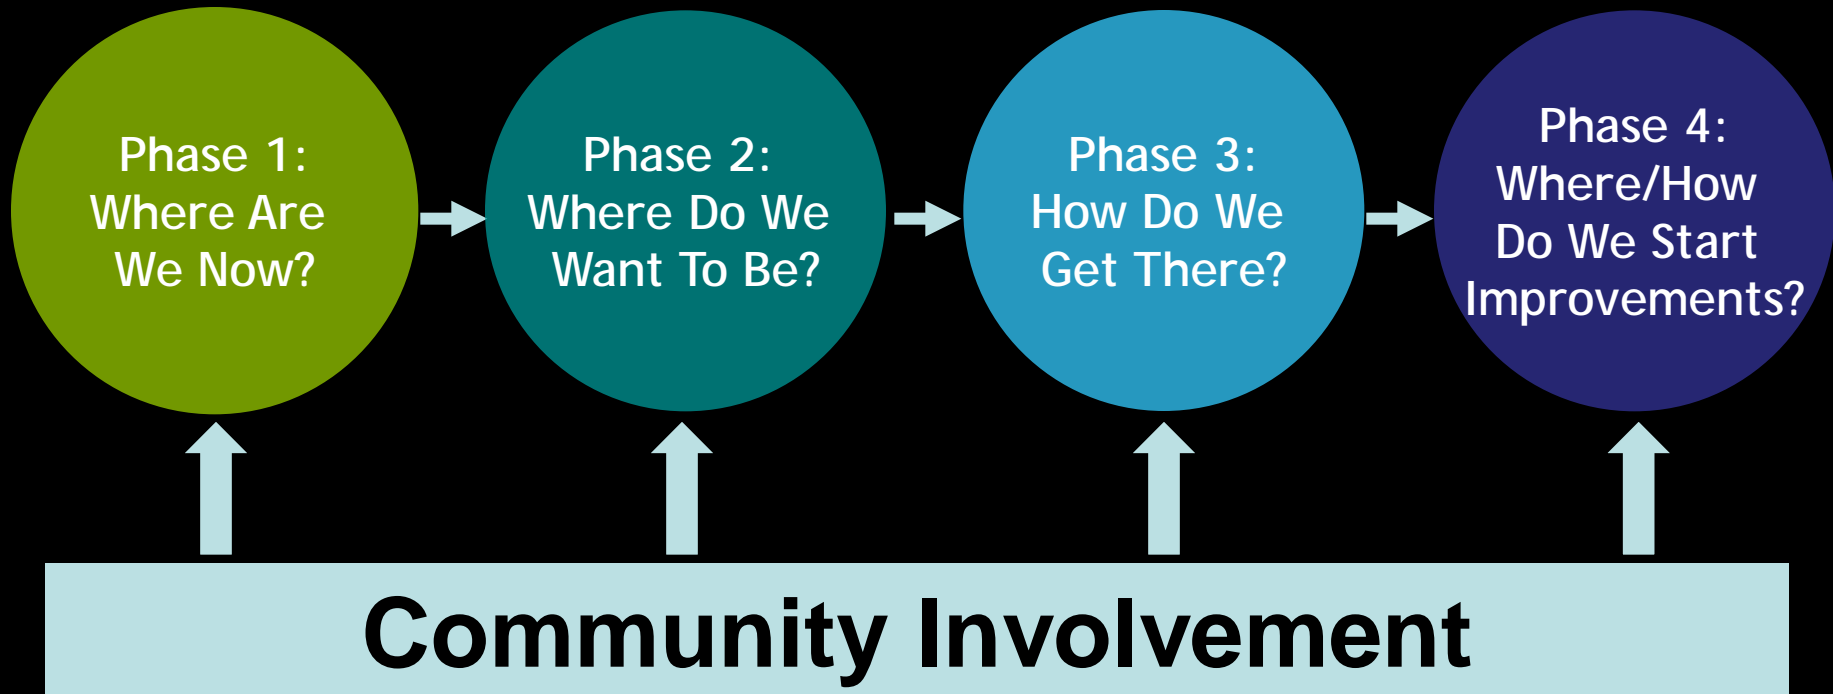 Phase 1:
Where Are
We Now?
Phase 2:
Where Do We
Want To Be?
Phase 3:
How Do We
Get There?
Phase 4:
Where/How
Do We Start
Improvements?
Community Involvement